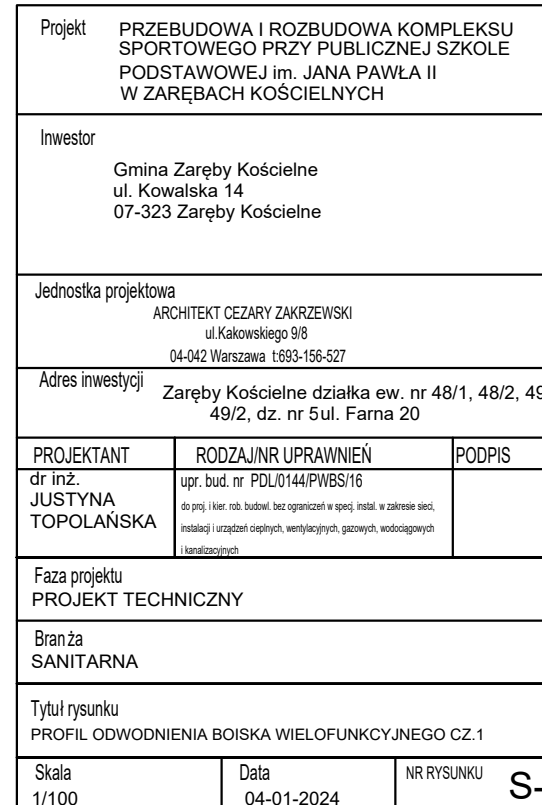 Projekt
PRZEBUDOWA I ROZBUDOWA KOMPLEKSU
SPORTOWEGO PRZY PUBLICZNEJ SZKOLE
PODSTAWOWEJ im. JANA PAWŁA II
W ZARĘBACH KOŚCIELNYCH
Inwestor
Gmina Zaręby Kościelne
ul. Kowalska 14
07-323 Zaręby Kościelne
Jednostka projektowa
ARCHITEKT CEZARY ZAKRZEWSKI
ul.Kakowskiego 9/8
04-042 Warszawa t:693-156-527
Adres inwestycji
Zaręby Kościelne działka ew. nr 48/1, 48/2, 49
49/2, dz. nr 5ul. Farna 20
PROJEKTANT RODZAJ/NR UPRAWNIEŃ PODPIS
dr inż.
JUSTYNA
TOPOLAŃSKA
upr. bud. nr PDL/0144/PWBS/16
do proj. i kier. rob. budowl. bez ograniczeń w specj. instal. w zakresie sieci,
instalacji i urządzeń cieplnych, wentylacyjnych, gazowych, wodociągowych
i kanalizacyjnych
Faza projektu
PROJEKT TECHNICZNY
Branża
SANITARNA
Tytuł rysunku
PROFIL ODWODNIENIA BOISKA WIELOFUNKCYJNEGO CZ.1
Skala Data NR RYSUNKU S-
1/100 04-01-2024